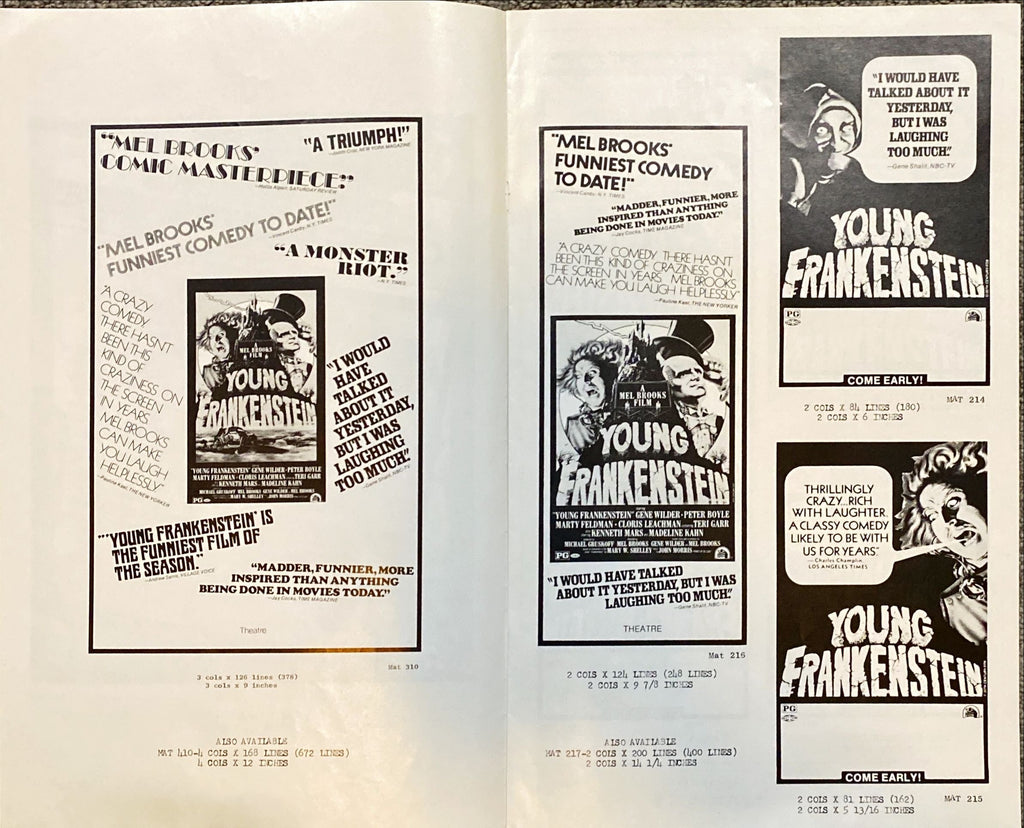 "MEL BROOKS'
COMIC MASTERPIECE."
—Hollis Alpert, SATURDAY REVIEW
"A TRIUMPH!"
—Judith Crist, NEW YORK MAGAZINE
"MEL BROOKS'
FUNNIEST COMEDY TO DATE!"
—Vincent Canby, N.Y. TIMES
"A MONSTER
RIOT."
—N.Y. TIMES
"A CRAZY
COMEDY
THERE HASN'T
BEEN THIS
KIND OF
CRAZINESS ON
THE SCREEN
IN YEARS.
MEL BROOKS
CAN MAKE
YOU LAUGH
HELPLESSLY."
—Pauline Kael, THE NEW YORKER
A
MEL BROOKS
FILM
YOUNG
FRANKENSTEIN
"YOUNG FRANKENSTEIN" GENE WILDER · PETER BOYLE
MARTY FELDMAN · CLORIS LEACHMAN TERI GARR
KENNETH MARS MADELINE KAHN
MICHAEL GRUSKOFF MEL BROOKS GENE WILDER MEL BROOKS
MARY W. SHELLEY JOHN MORRIS
PG
"I WOULD
HAVE
TALKED
ABOUT IT
YESTERDAY,
BUT I WAS
LAUGHING
TOO MUCH."
—Gene Shalit, NBC-TV
"...'YOUNG FRANKENSTEIN' IS
THE FUNNIEST FILM OF
THE SEASON."
—Andrew Sarris, VILLAGE VOICE
"MADDER, FUNNIER, MORE
INSPIRED THAN ANYTHING
BEING DONE IN MOVIES TODAY."
—Jay Cocks, TIME MAGAZINE
Theatre
Mat 310
3 cols x 126 lines (378)
3 cols x 9 inches
ALSO AVAILABLE
MAT 410-4 COLS X 168 LINES (672 LINES)
4 COLS X 12 INCHES
"MEL BROOKS'
FUNNIEST COMEDY
TO DATE!"
—Vincent Canby, N.Y. TIMES
"MADDER, FUNNIER, MORE
INSPIRED THAN ANYTHING
BEING DONE IN MOVIES TODAY."
—Jay Cocks, TIME MAGAZINE
"A CRAZY COMEDY THERE HASN'T
BEEN THIS KIND OF CRAZINESS ON
THE SCREEN IN YEARS. MEL BROOKS
CAN MAKE YOU LAUGH HELPLESSLY."
—Pauline Kael, THE NEW YORKER
A
MEL BROOKS
FILM
YOUNG
FRANKENSTEIN
"YOUNG FRANKENSTEIN" GENE WILDER · PETER BOYLE
MARTY FELDMAN · CLORIS LEACHMAN TERI GARR
KENNETH MARS MADELINE KAHN
MICHAEL GRUSKOFF MEL BROOKS GENE WILDER MEL BROOKS
MARY W. SHELLEY JOHN MORRIS
PG
"I WOULD HAVE TALKED
ABOUT IT YESTERDAY, BUT I WAS
LAUGHING TOO MUCH."
—Gene Shalit, NBC-TV
THEATRE
Mat 216
2 COLS X 124 LINES (248 LINES)
2 COLS X 9 7/8 INCHES
ALSO AVAILABLE
MAT 217-2 COLS X 200 LINES (400 LINES)
2 COLS X 14 1/4 INCHES
"I WOULD HAVE
TALKED ABOUT IT
YESTERDAY,
BUT I WAS
LAUGHING
TOO MUCH."
—Gene Shalit, NBC-TV
YOUNG
FRANKENSTEIN
PG
COME EARLY!
MAT 214
2 COLS X 84 LINES (180)
2 COLS X 6 INCHES
THRILLINGLY
CRAZY...RICH
WITH LAUGHTER.
A CLASSY COMEDY
LIKELY TO BE WITH
US FOR YEARS."
—Charles Champlin,
LOS ANGELES TIMES
YOUNG
FRANKENSTEIN
PG
COME EARLY!
2 COLS X 81 LINES (162)
2 COLS X 5 13/16 INCHES
MAT 215